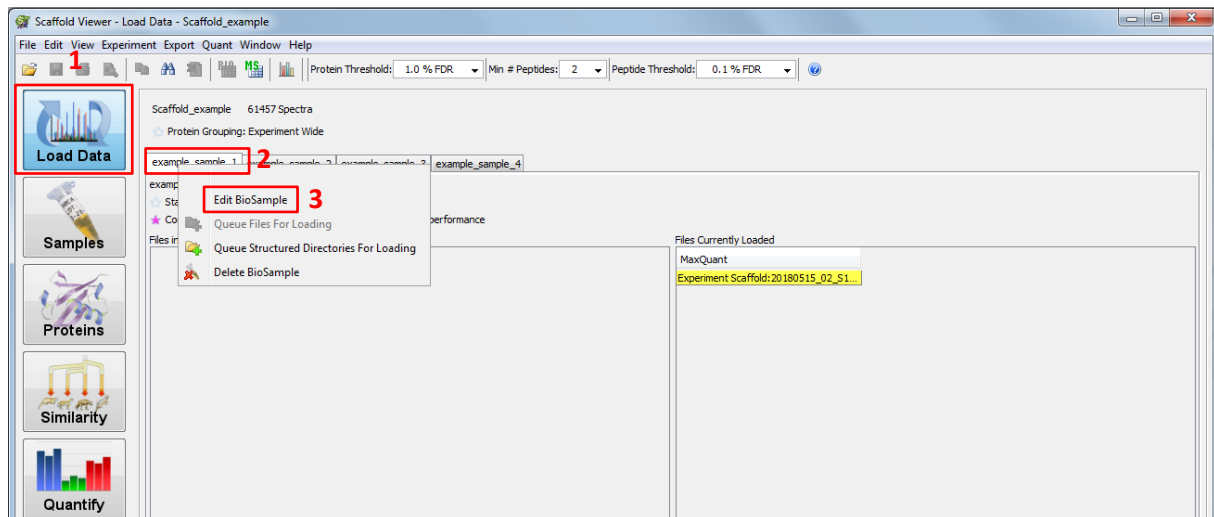 Scaffold Viewer - Load Data - Scaffold_example
File Edit View Experiment Export Quant Window Help
1
Protein Threshold: 1.0 % FDR Min # Peptides: 2 Peptide Threshold: 0.1 % FDR
Load Data
Scaffold_example 61457 Spectra
Protein Grouping: Experiment Wide
example_sample_1 2 example_sample_2 example_sample_3 example_sample_4
Edit BioSample 3
Queue Files For Loading performance
Queue Structured Directories For Loading
Delete BioSample
Files Currently Loaded
MaxQuant
Experiment Scaffold:20180515_02_S1...
Samples
Proteins
Similarity
Quantify